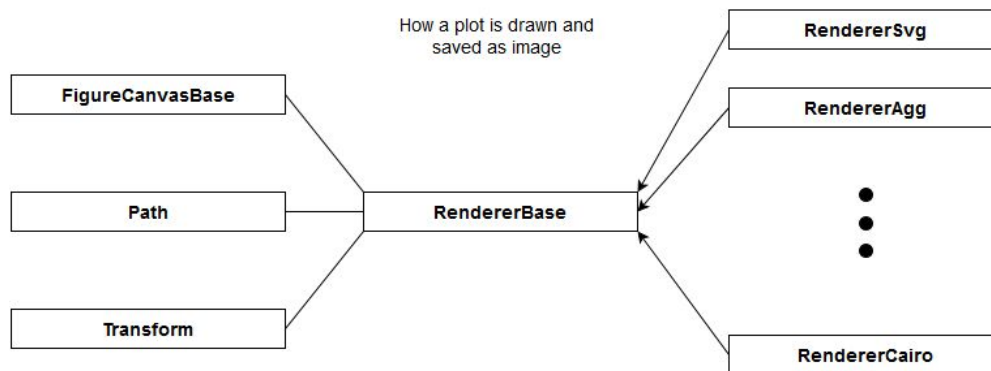 How a plot is drawn and
saved as image
FigureCanvasBase
Path
Transform
RendererBase
RendererSvg
RendererAgg
RendererCairo